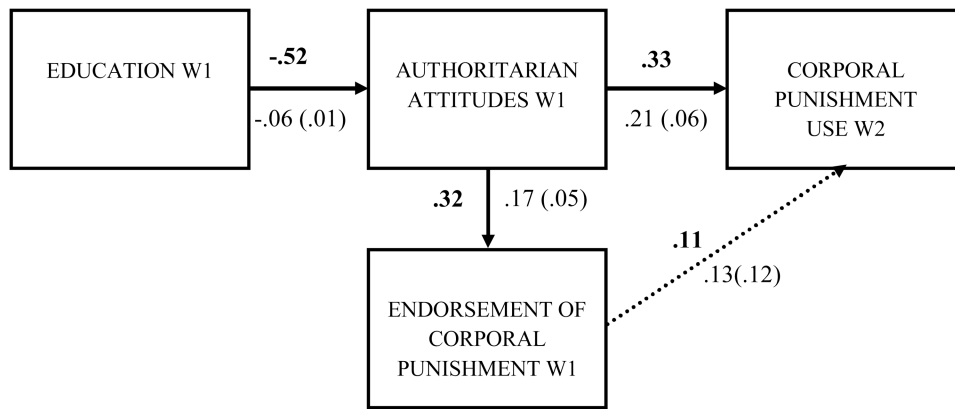 EDUCATION W1
-.52
-.06 (.01)
AUTHORITARIAN
ATTITUDES W1
.33
.21 (.06)
CORPORAL
PUNISHMENT
USE W2
.32
.17 (.05)
.11
.13(.12)
ENDORSEMENT OF
CORPORAL
PUNISHMENT W1